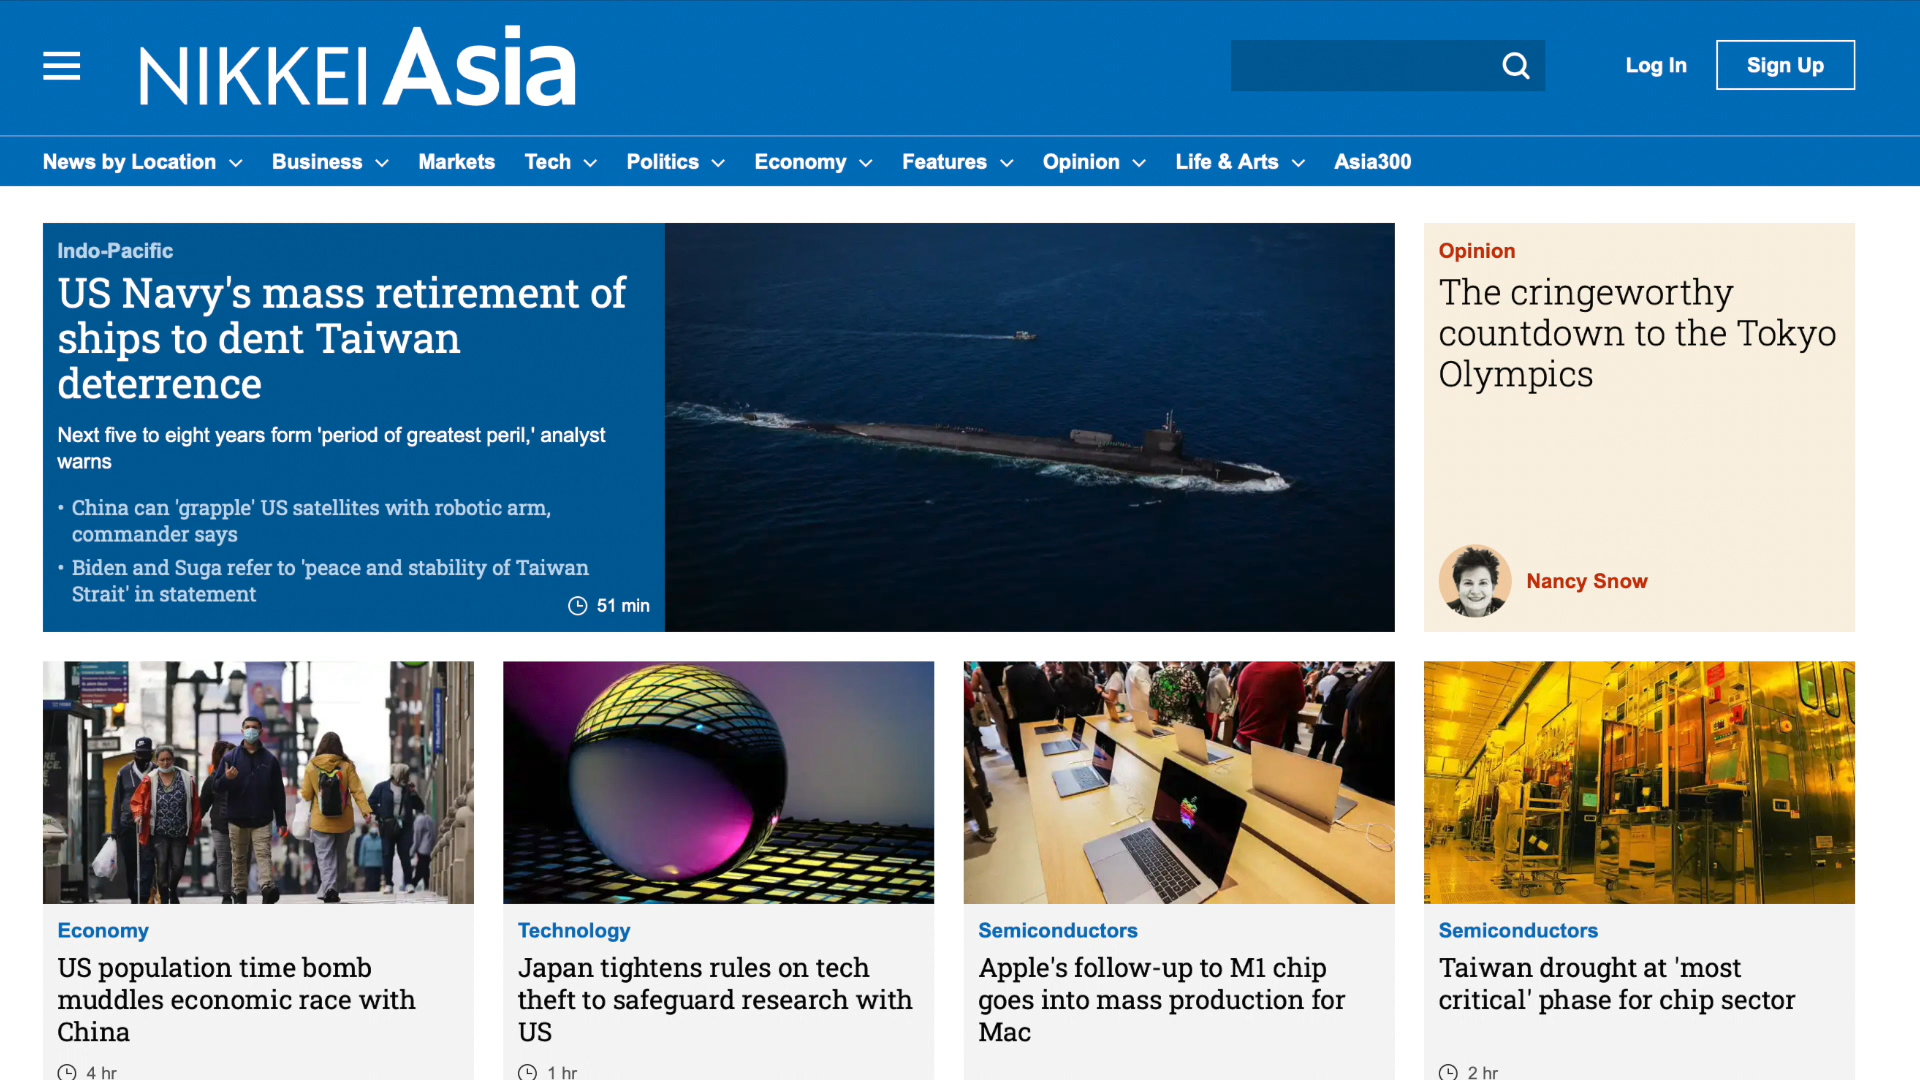 NIKKEI Asia
Log In
Sign Up
News by Location
Business
Markets
Tech
Politics
Economy
Features
Opinion
Life & Arts
Asia300
Indo-Pacific
US Navy's mass retirement of
ships to dent Taiwan
deterrence
Next five to eight years form 'period of greatest peril,' analyst
warns
• China can 'grapple' US satellites with robotic arm,
commander says
• Biden and Suga refer to 'peace and stability of Taiwan
Strait' in statement
51 min
Opinion
The cringeworthy
countdown to the Tokyo
Olympics
Nancy Snow
Economy
US population time bomb
muddles economic race with
China
4 hr
Technology
Japan tightens rules on tech
theft to safeguard research with
US
1 hr
Semiconductors
Apple's follow-up to M1 chip
goes into mass production for
Mac
Semiconductors
Taiwan drought at 'most
critical' phase for chip sector
2 hr